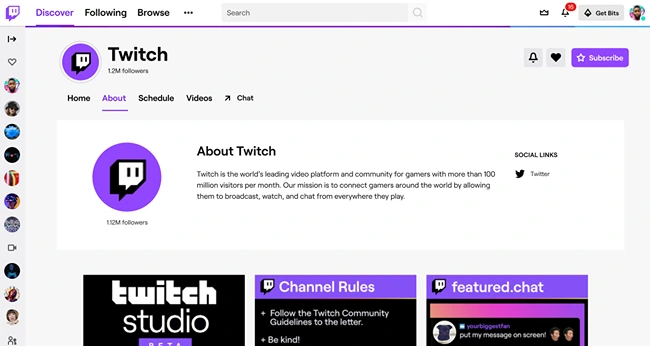 Discover
Following
Browse
Search
16
Get Bits
Twitch
1.2M followers
Subscribe
Home
About
Schedule
Videos
Chat
About Twitch
Twitch is the world's leading video platform and community for gamers with more than 100
million visitors per month. Our mission is to connect gamers around the world by allowing
them to broadcast, watch, and chat from everywhere they play.
1.12M followers
SOCIAL LINKS
Twitter
twitch
studio
BETA
Channel Rules
+ Follow the Twitch Community
Guidelines to the letter.
+ Be kind!
featured.chat
yourbiggestfan
put my message on screen!